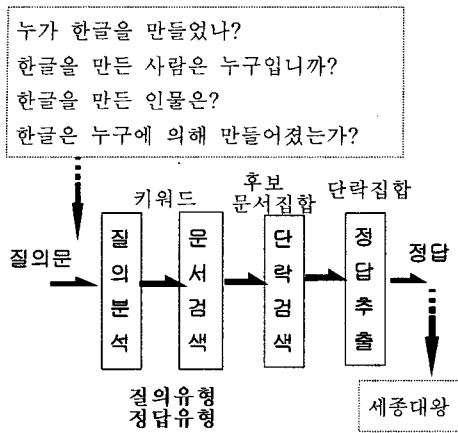 누가 한글을 만들었나?
한글을 만든 사람은 누구입니까?
한글을 만든 인물은?
한글은 누구에 의해 만들어졌는가?
키워드
후보
문서집합
단락집합
질의문
질의분석
문서검색
단락검색
정답추출
정답
질의유형
정답유형
세종대왕